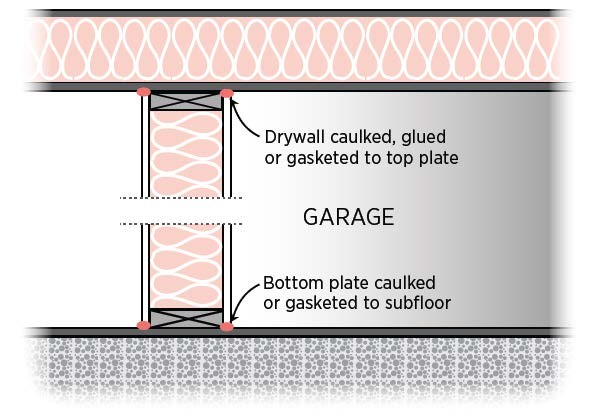 Drywall caulked, glued
or gasketed to top plate
GARAGE
Bottom plate caulked
or gasketed to subfloor